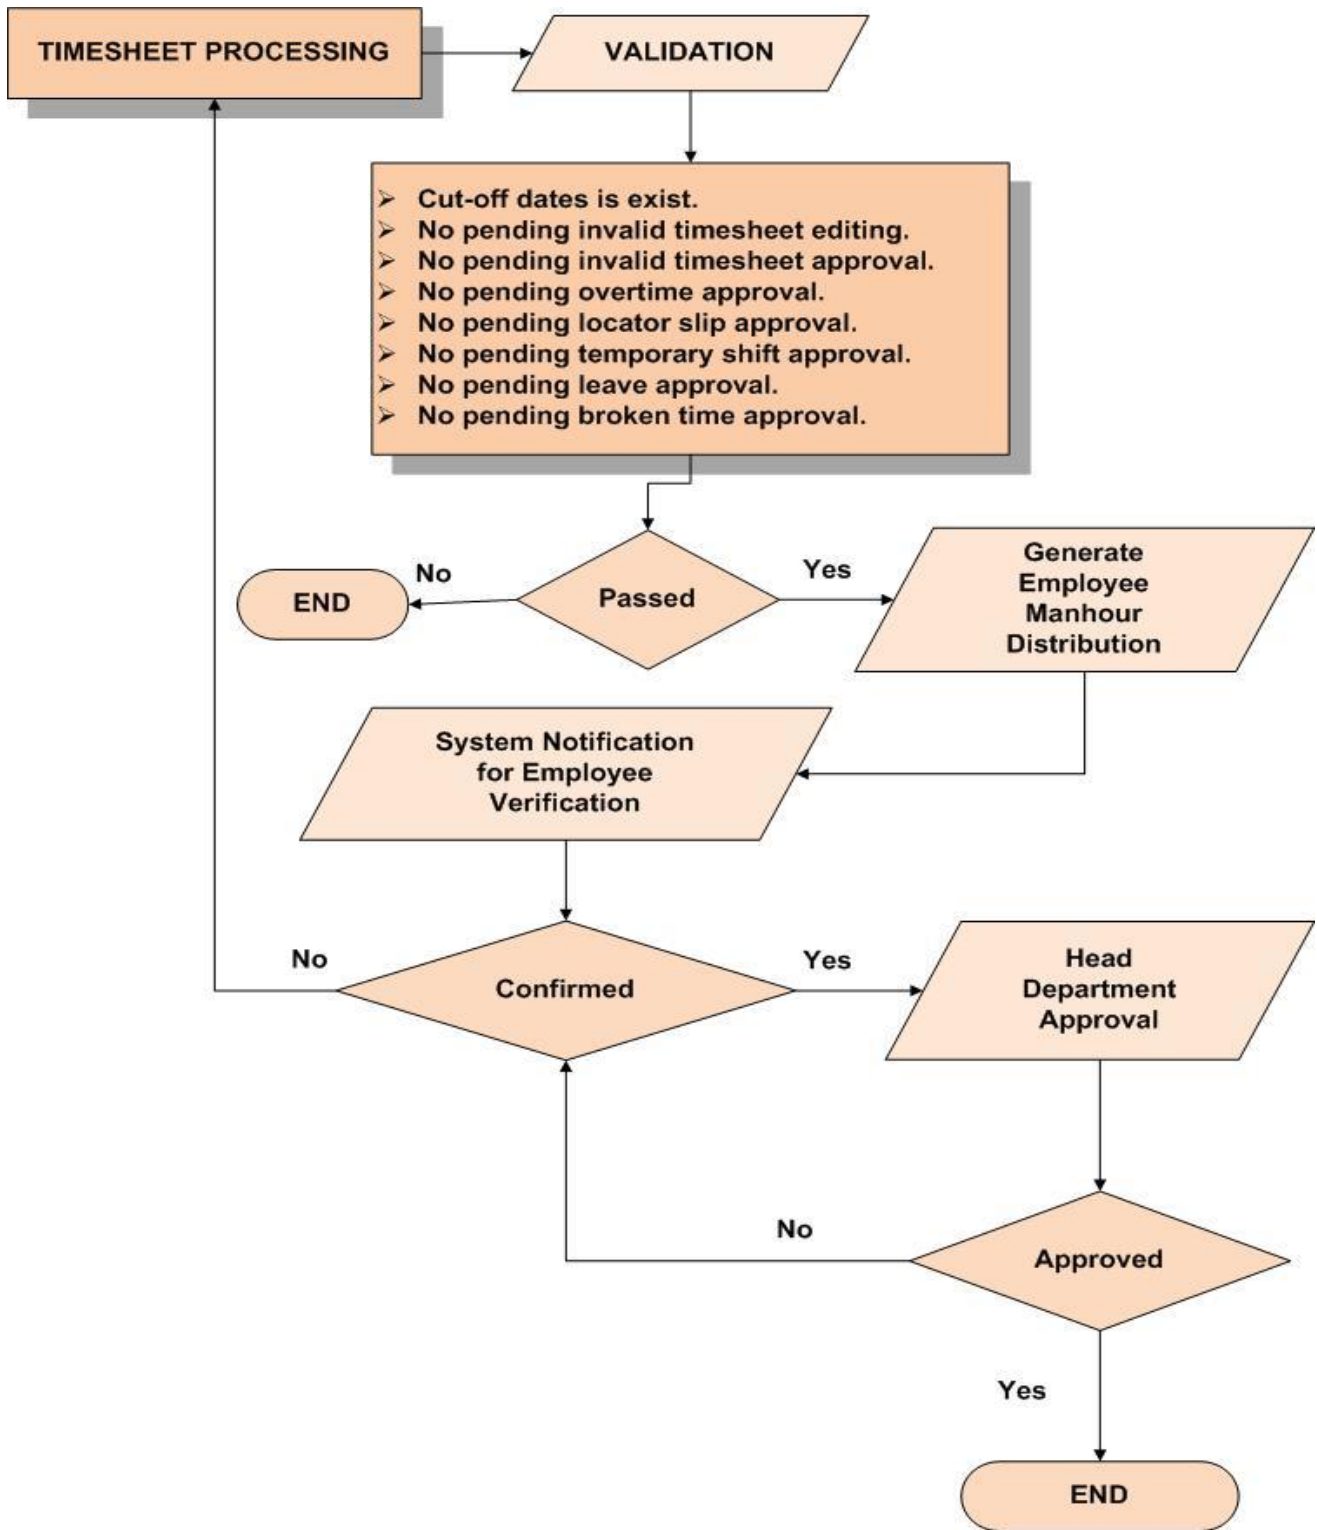 TIMESHEET PROCESSING
VALIDATION
➢ Cut-off dates is exist.
➢ No pending invalid timesheet editing.
➢ No pending invalid timesheet approval.
➢ No pending overtime approval.
➢ No pending locator slip approval.
➢ No pending temporary shift approval.
➢ No pending leave approval.
➢ No pending broken time approval.
Passed
No
END
Yes
Generate
Employee
Manhour
Distribution
System Notification
for Employee
Verification
Confirmed
No
Yes
Head
Department
Approval
Approved
No
Yes
END